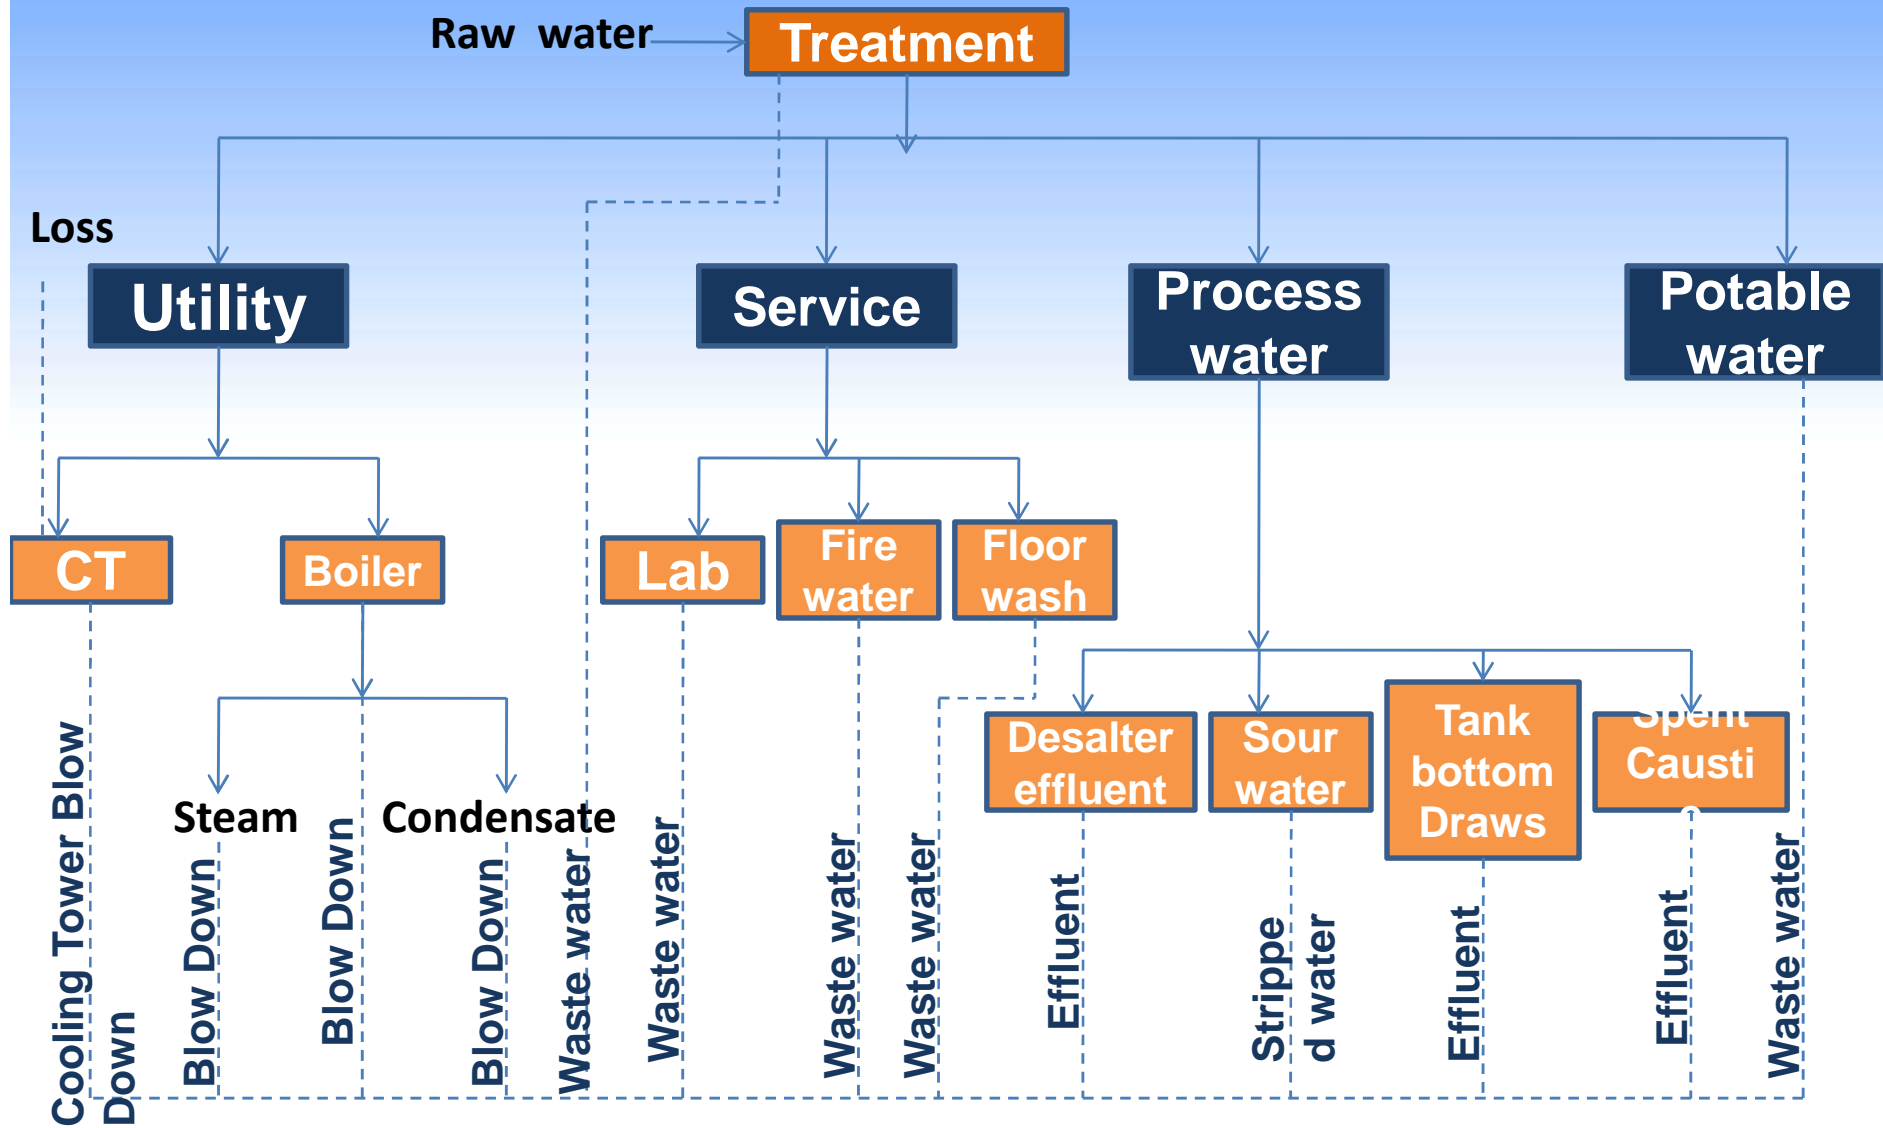 Raw water
Treatment
Loss
Utility
Service
Process
water
Potable
water
CT
Boiler
Lab
Fire
water
Floor
wash
Desalter
effluent
Sour
water
Tank
bottom
Draws
Spent
Causti
Steam
Condensate
Cooling Tower Blow
Down
Blow Down
Blow Down
Blow Down
Waste water
Waste water
Waste water
Waste water
Effluent
Strippe
d water
Effluent
Effluent
Waste water